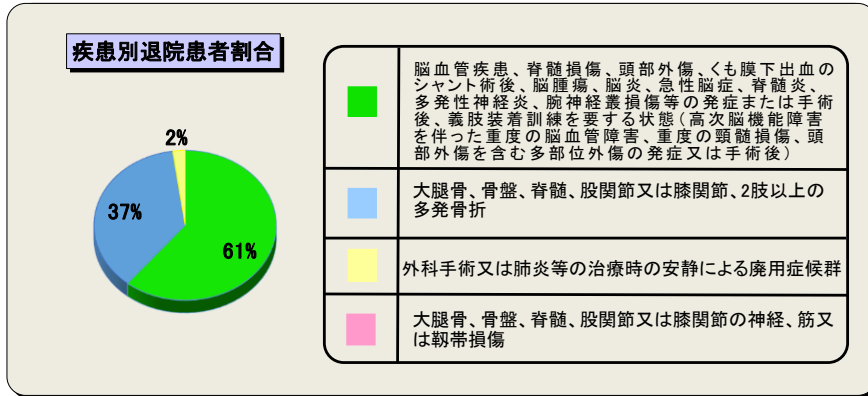 疾患別退院患者割合
2%
37%
61%
脳血管疾患、脊髄損傷、頭部外傷、くも膜下出血の
シャント術後、脳腫瘍、脳炎、急性脳症、脊髄炎、
多発性神経炎、腕神経叢損傷等の発症または手術
後、義肢装着訓練を要する状態（高次脳機能障害
を伴った重度の脳血管障害、重度の頸髄損傷、頭
部外傷を含む多部位外傷の発症又は手術後）
大腿骨、骨盤、脊髄、股関節又は膝関節、2肢以上の
多発骨折
外科手術又は肺炎等の治療時の安静による廃用症候群
大腿骨、骨盤、脊髄、股関節又は膝関節の神経、筋又
は靱帯損傷